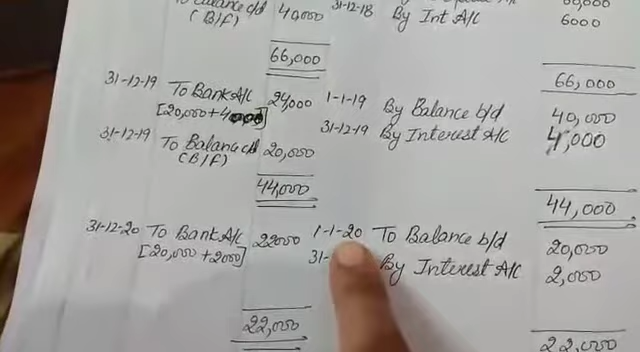 40,000 31-12-18
(B/F) By Int A/C 6000
66,000 66,000
31-12-19 To Bank A/C 24,000 1-1-19 By Balance b/d 40,000
[20,000+4000] 31-12-19 By Interest A/C 4,000
31-12-19 To Balance c/d 20,000
(B/F)
44,000 44,000
31-12-20 To Bank A/C 22000 1-1-20 To Balance b/d 20,000
[20,000+2000] 31- By Interest A/C 2,000
22,000 22,000